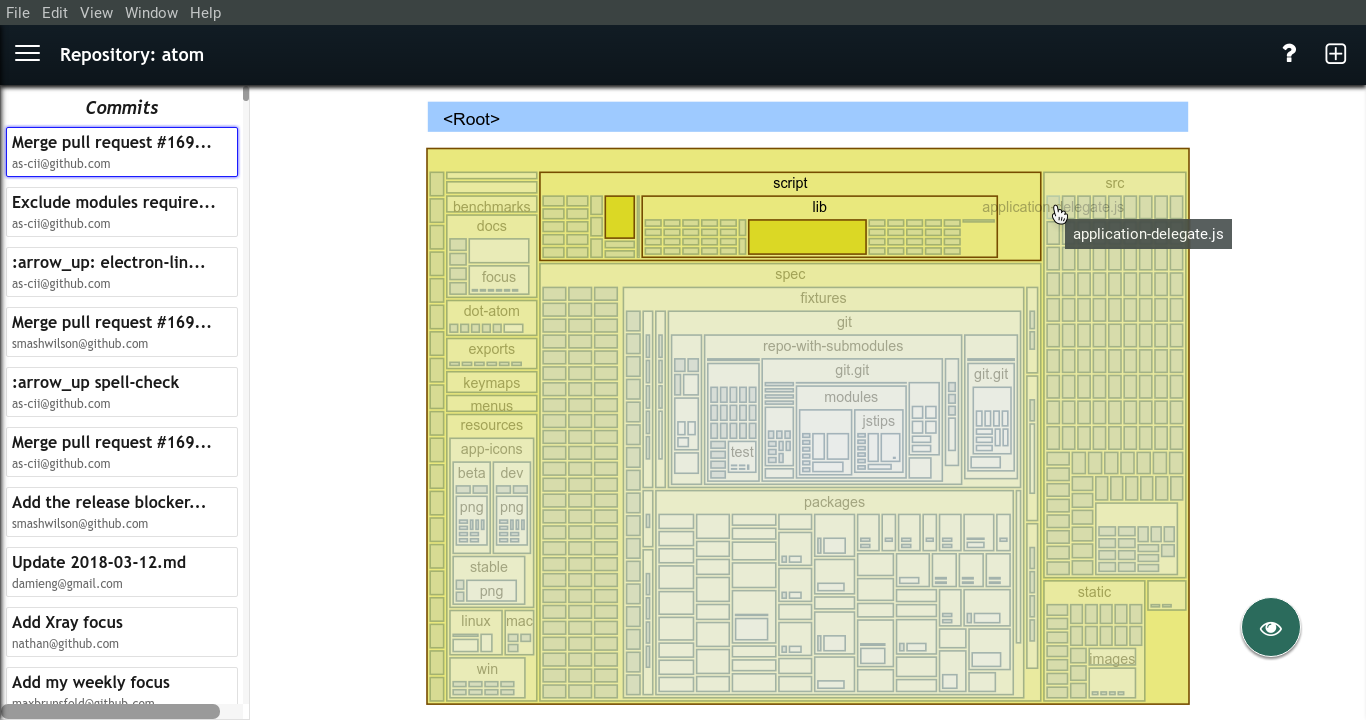 File Edit View Window Help
Repository: atom
?
Commits
Merge pull request #169...
as-cii@github.com
Exclude modules require...
as-cii@github.com
:arrow_up: electron-lin...
as-cii@github.com
Merge pull request #169...
smashwilson@github.com
:arrow_up spell-check
as-cii@github.com
Merge pull request #169...
as-cii@github.com
Add the release blocker...
smashwilson@github.com
Update 2018-03-12.md
damieng@gmail.com
Add Xray focus
nathan@github.com
Add my weekly focus
maxbrunsfeld@github.com
<Root>
script
src
benchmarks
lib
application-delegate.js
docs
application-delegate.js
spec
focus
fixtures
dot-atom
git
exports
repo-with-submodules
git.git
git.git
keymaps
modules
menus
jstips
resources
app-icons
test
beta
dev
packages
png
png
stable
png
static
linux
mac
images
win